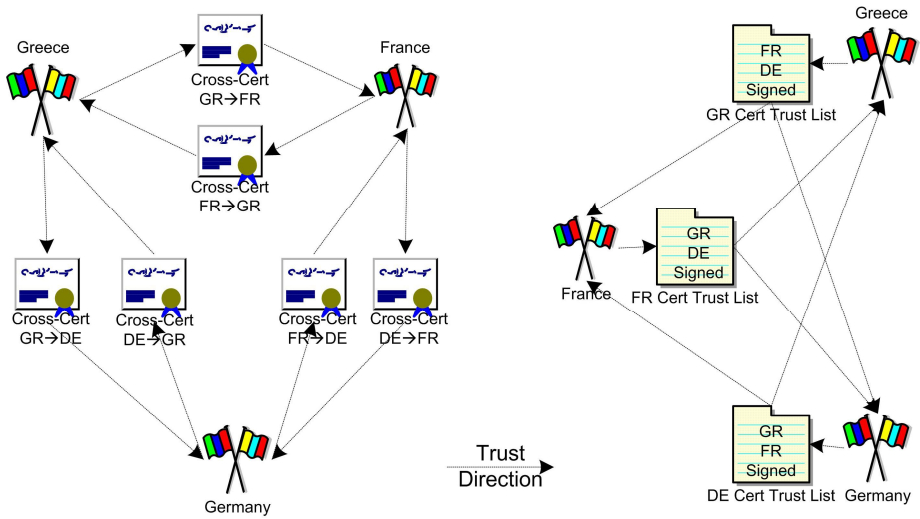 Greece
France
Cross-Cert
GR→FR
Cross-Cert
FR→GR
Cross-Cert
GR→DE
Cross-Cert
DE→GR
Cross-Cert
FR→DE
Cross-Cert
DE→FR
Germany
Trust
Direction
Greece
FR
DE
Signed
GR Cert Trust List
France
GR
DE
Signed
FR Cert Trust List
GR
FR
Signed
DE Cert Trust List
Germany